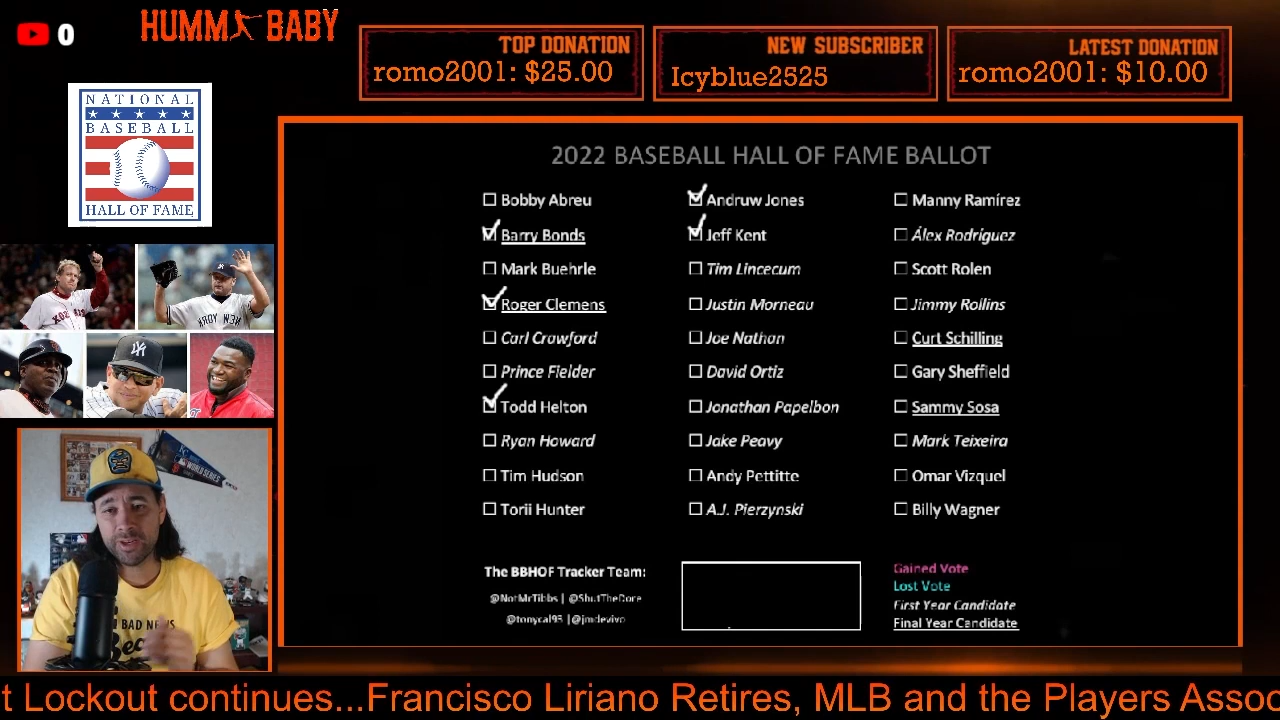 0
HUMM BABY
TOP DONATION
romo2001: $25.00
NEW SUBSCRIBER
Icyblue2525
LATEST DONATION
romo2001: $10.00
NATIONAL
BASEBALL
HALL OF FAME
2022 BASEBALL HALL OF FAME BALLOT
Bobby Abreu
Barry Bonds
Mark Buehrle
Roger Clemens
Carl Crawford
Prince Fielder
Todd Helton
Ryan Howard
Tim Hudson
Torii Hunter
Andruw Jones
Jeff Kent
Tim Lincecum
Justin Morneau
Joe Nathan
David Ortiz
Jonathan Papelbon
Jake Peavy
Andy Pettitte
A.J. Pierzynski
Manny Ramírez
Álex Rodríguez
Scott Rolen
Jimmy Rollins
Curt Schilling
Gary Sheffield
Sammy Sosa
Mark Teixeira
Omar Vizquel
Billy Wagner
The BBHOF Tracker Team:
@NotMrTibbs | @ShutTheDore
@tonycal93 | @jmdevivo
Gained Vote
Lost Vote
First Year Candidate
Final Year Candidate
WORLD SERIES
BAD NEWS
t Lockout continues...Francisco Liriano Retires, MLB and the Players Assoc